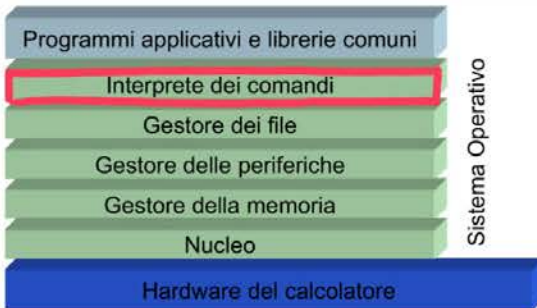 Programmi applicativi e librerie comuni
Interprete dei comandi
Gestore dei file
Gestore delle periferiche
Gestore della memoria
Nucleo
Hardware del calcolatore
Sistema Operativo